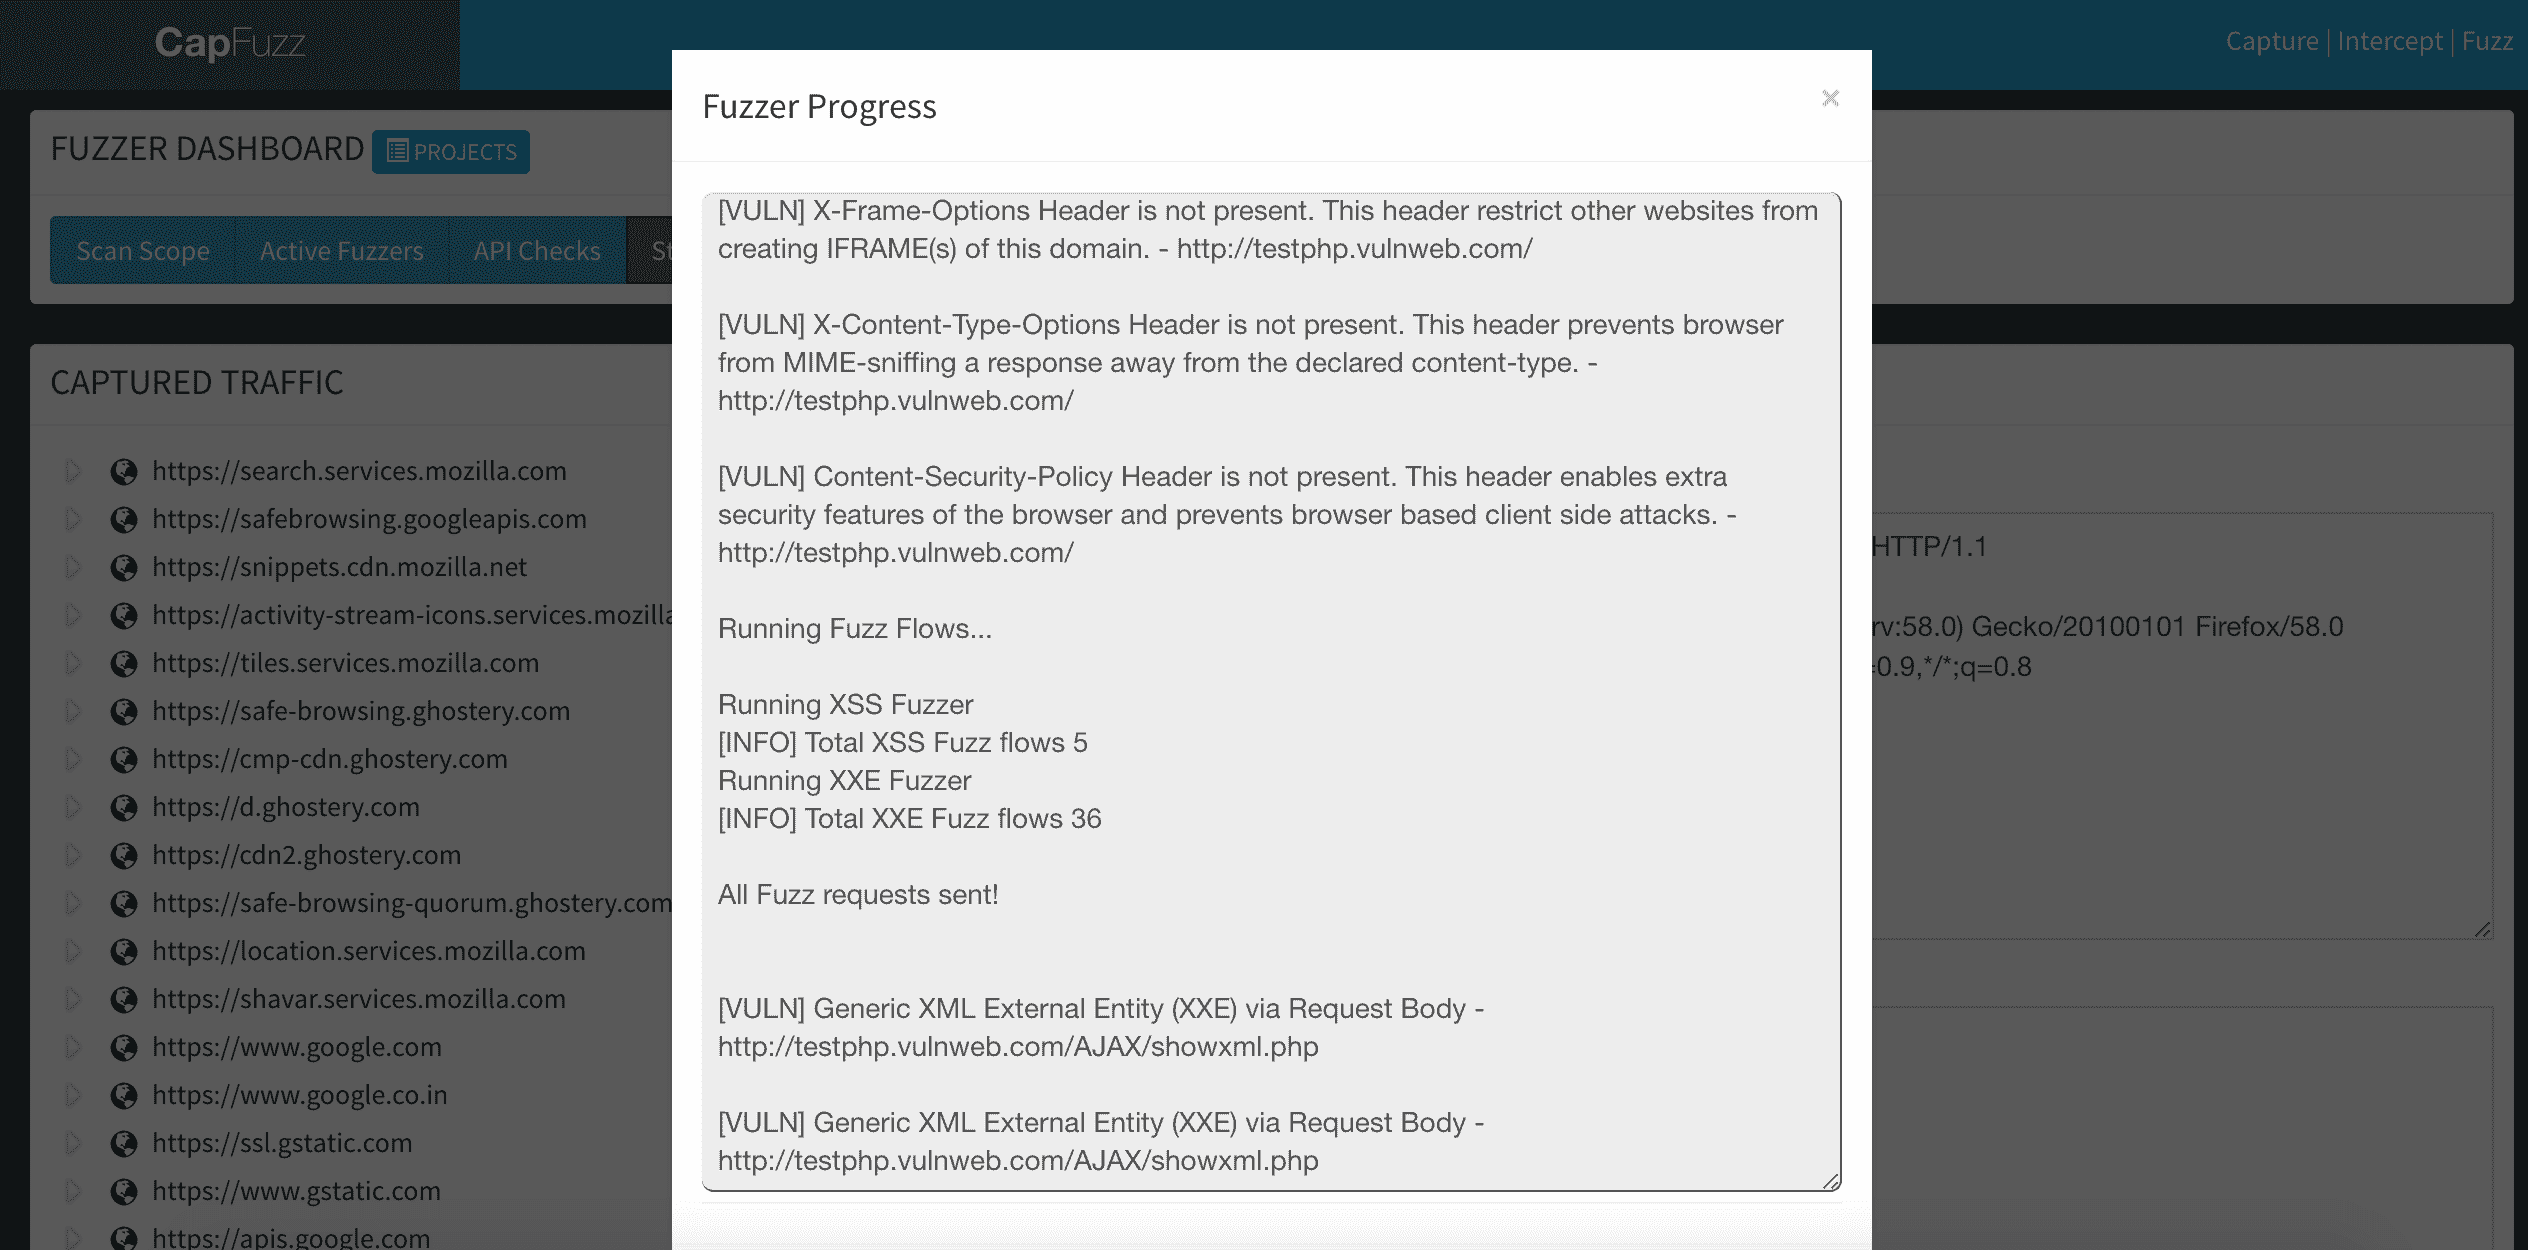 CapFuzz
Capture | Intercept | Fuzz
FUZZER DASHBOARD
PROJECTS
Scan Scope
Active Fuzzers
API Checks
St
CAPTURED TRAFFIC
https://search.services.mozilla.com
https://safebrowsing.googleapis.com
https://snippets.cdn.mozilla.net
https://activity-stream-icons.services.mozilla
https://tiles.services.mozilla.com
https://safe-browsing.ghostery.com
https://cmp-cdn.ghostery.com
https://d.ghostery.com
https://cdn2.ghostery.com
https://safe-browsing-quorum.ghostery.com
https://location.services.mozilla.com
https://shavar.services.mozilla.com
https://www.google.com
https://www.google.co.in
https://ssl.gstatic.com
https://www.gstatic.com
https://apis.google.com
Fuzzer Progress
×
[VULN] X-Frame-Options Header is not present. This header restrict other websites from
creating IFRAME(s) of this domain. - http://testphp.vulnweb.com/
[VULN] X-Content-Type-Options Header is not present. This header prevents browser
from MIME-sniffing a response away from the declared content-type. -
http://testphp.vulnweb.com/
[VULN] Content-Security-Policy Header is not present. This header enables extra
security features of the browser and prevents browser based client side attacks. -
http://testphp.vulnweb.com/
Running Fuzz Flows...
Running XSS Fuzzer
[INFO] Total XSS Fuzz flows 5
Running XXE Fuzzer
[INFO] Total XXE Fuzz flows 36
All Fuzz requests sent!
[VULN] Generic XML External Entity (XXE) via Request Body -
http://testphp.vulnweb.com/AJAX/showxml.php
[VULN] Generic XML External Entity (XXE) via Request Body -
http://testphp.vulnweb.com/AJAX/showxml.php
HTTP/1.1
rv:58.0) Gecko/20100101 Firefox/58.0
=0.9,*/*;q=0.8